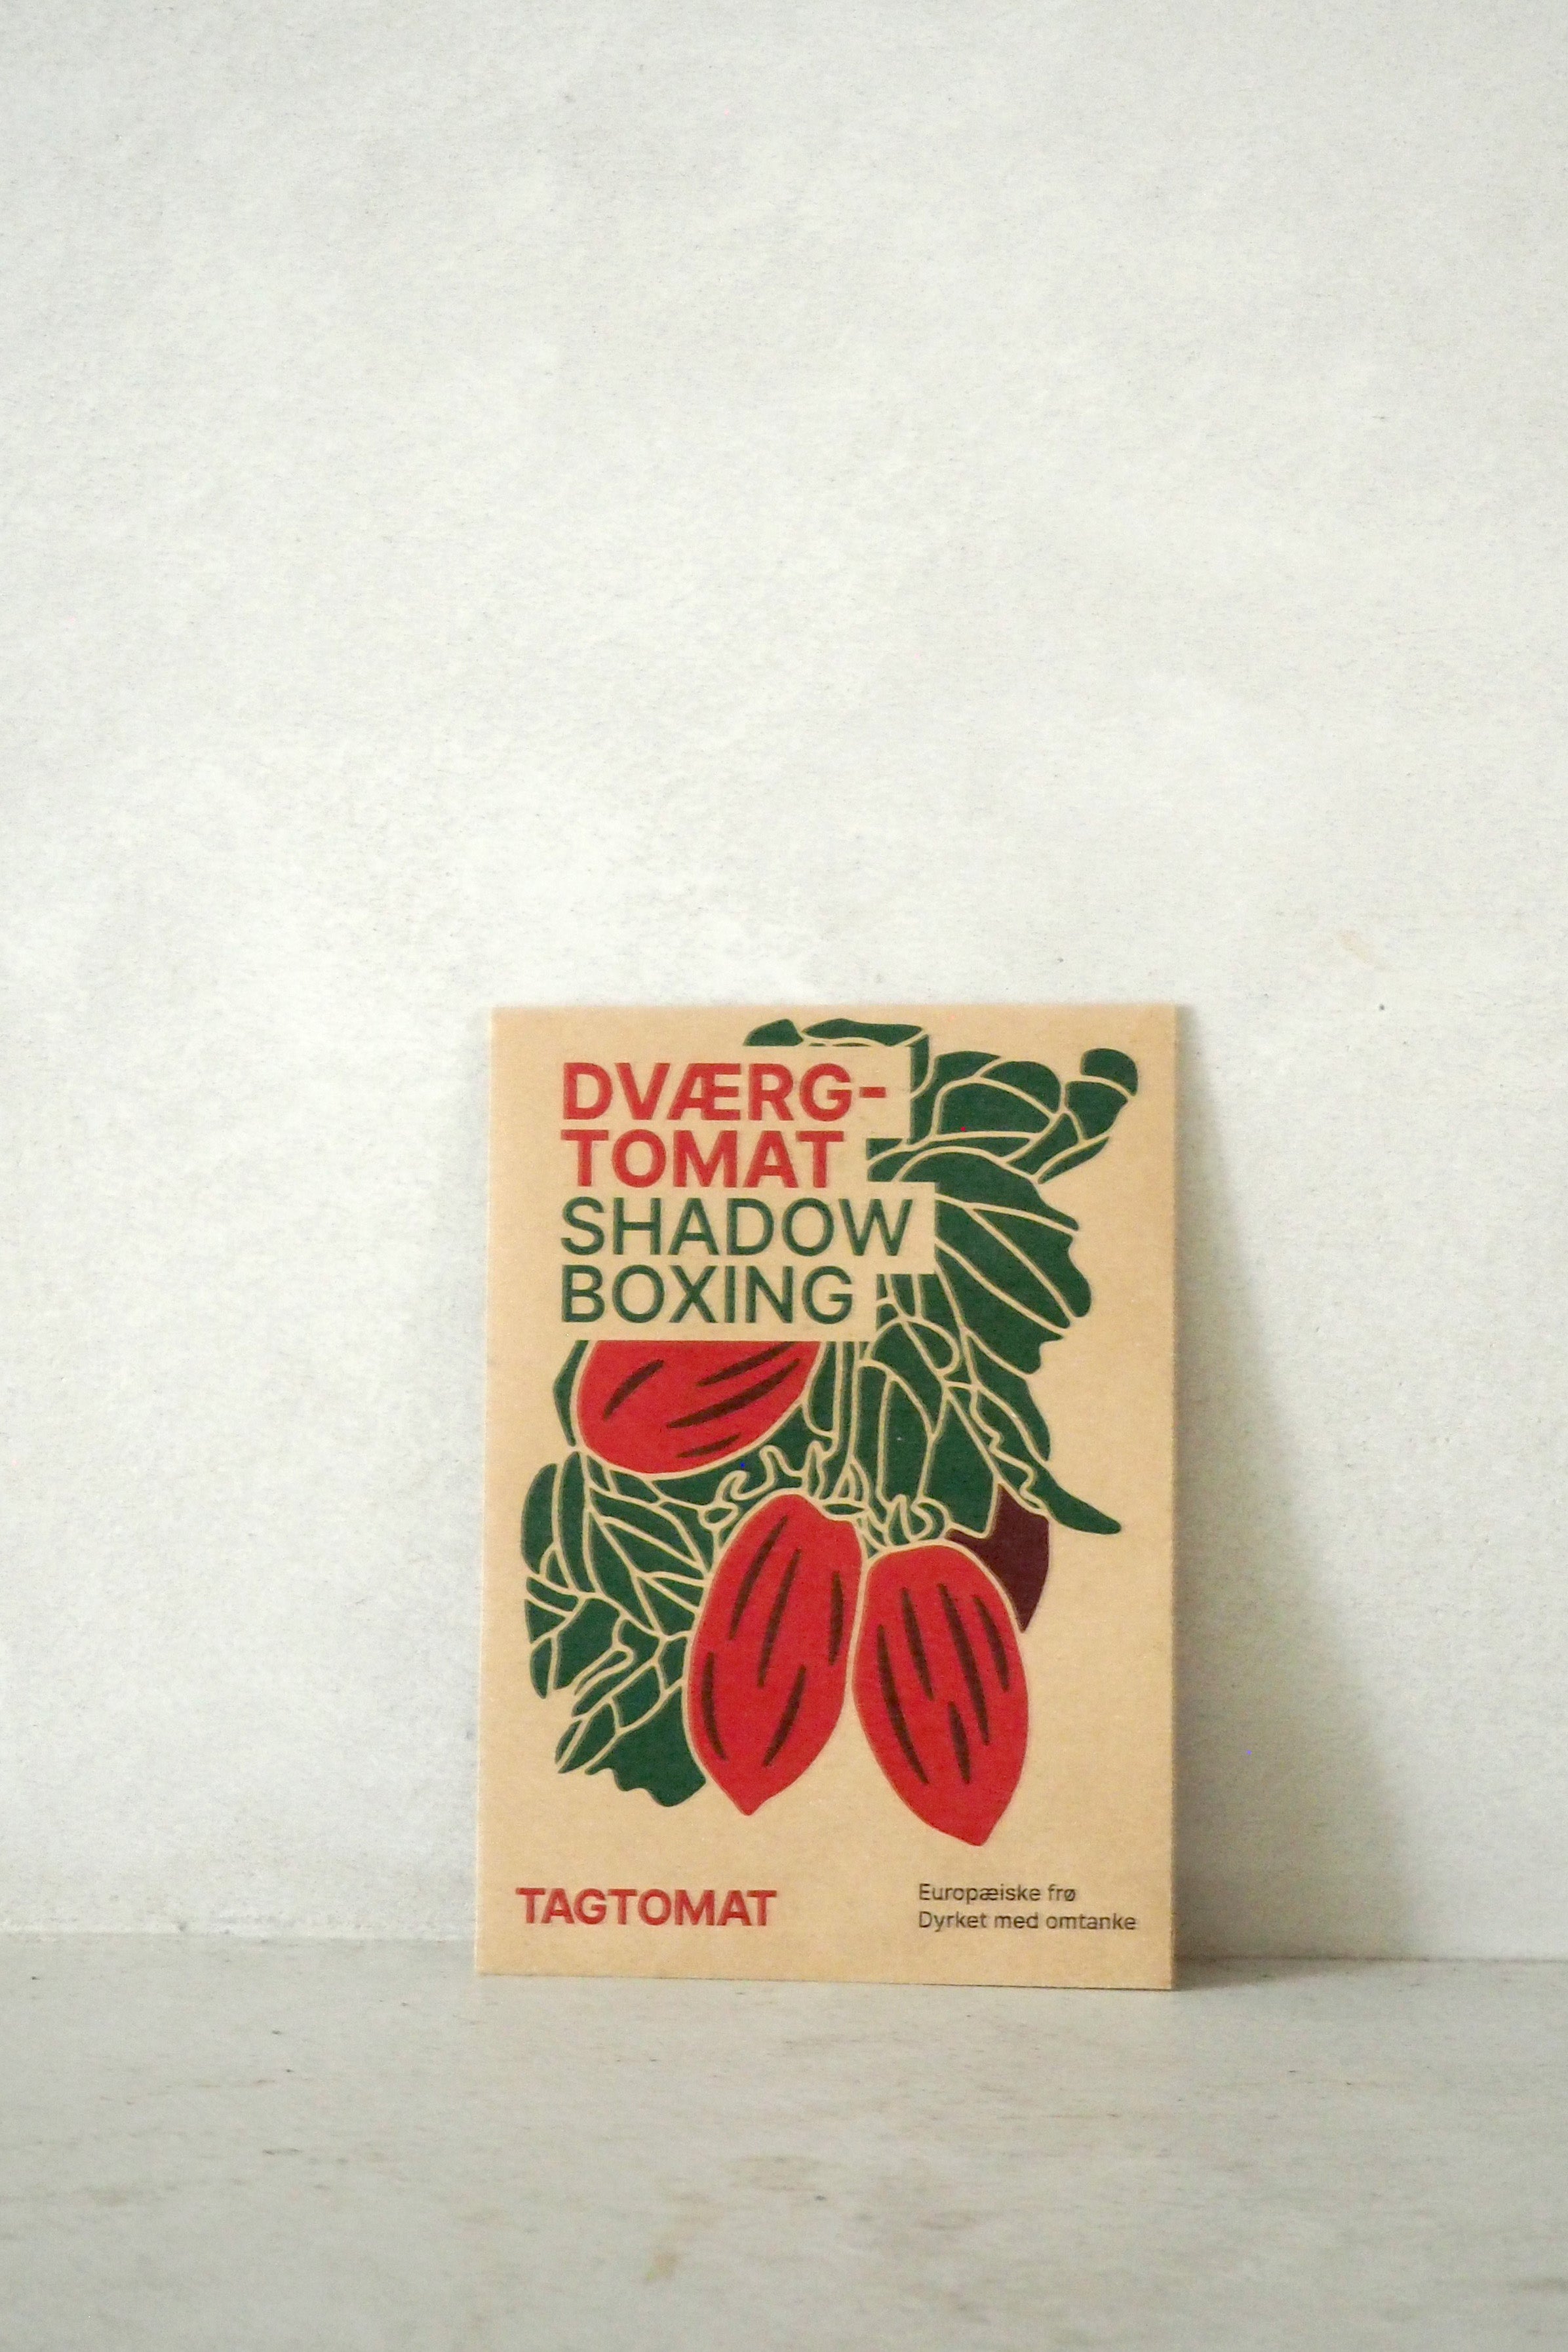 DVÆRG-
TOMAT
SHADOW
BOXING
TAGTOMAT
Europæiske frø
Dyrket med omtanke